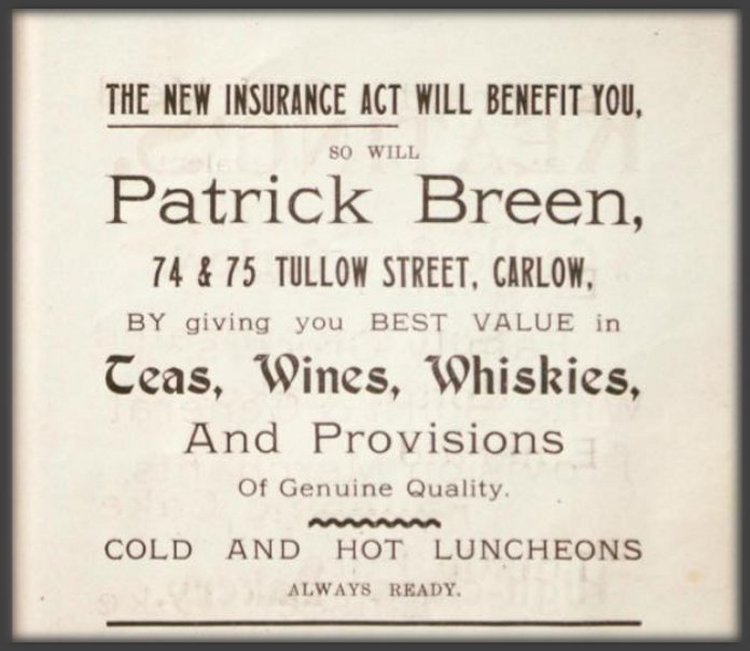 THE NEW INSURANCE ACT WILL BENEFIT YOU,
SO WILL
Patrick Breen,
74 & 75 TULLOW STREET, CARLOW,
BY giving you BEST VALUE in
Teas, Wines, Whiskies,
And Provisions
Of Genuine Quality.
COLD AND HOT LUNCHEONS
ALWAYS READY.